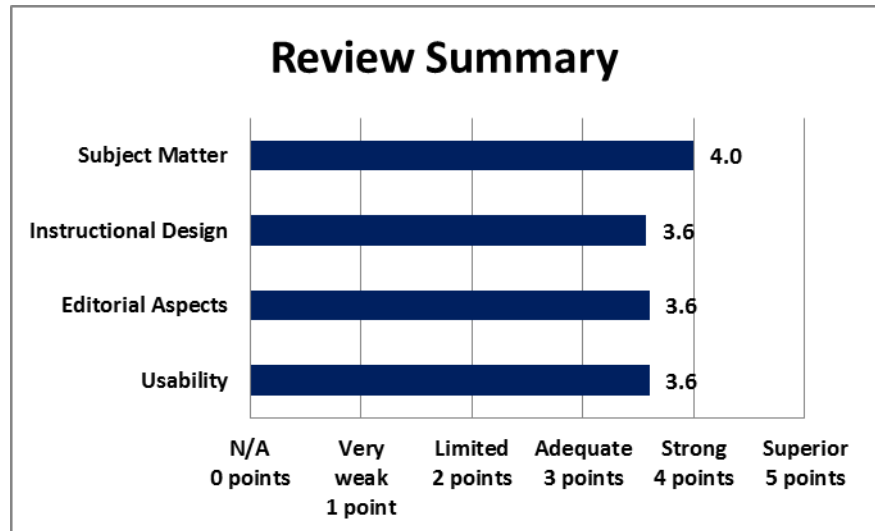 Review Summary
Subject Matter
4.0
Instructional Design
3.6
Editorial Aspects
3.6
Usability
3.6
N/A Very Limited Adequate Strong Superior
0 points weak 2 points 3 points 4 points 5 points
1 point